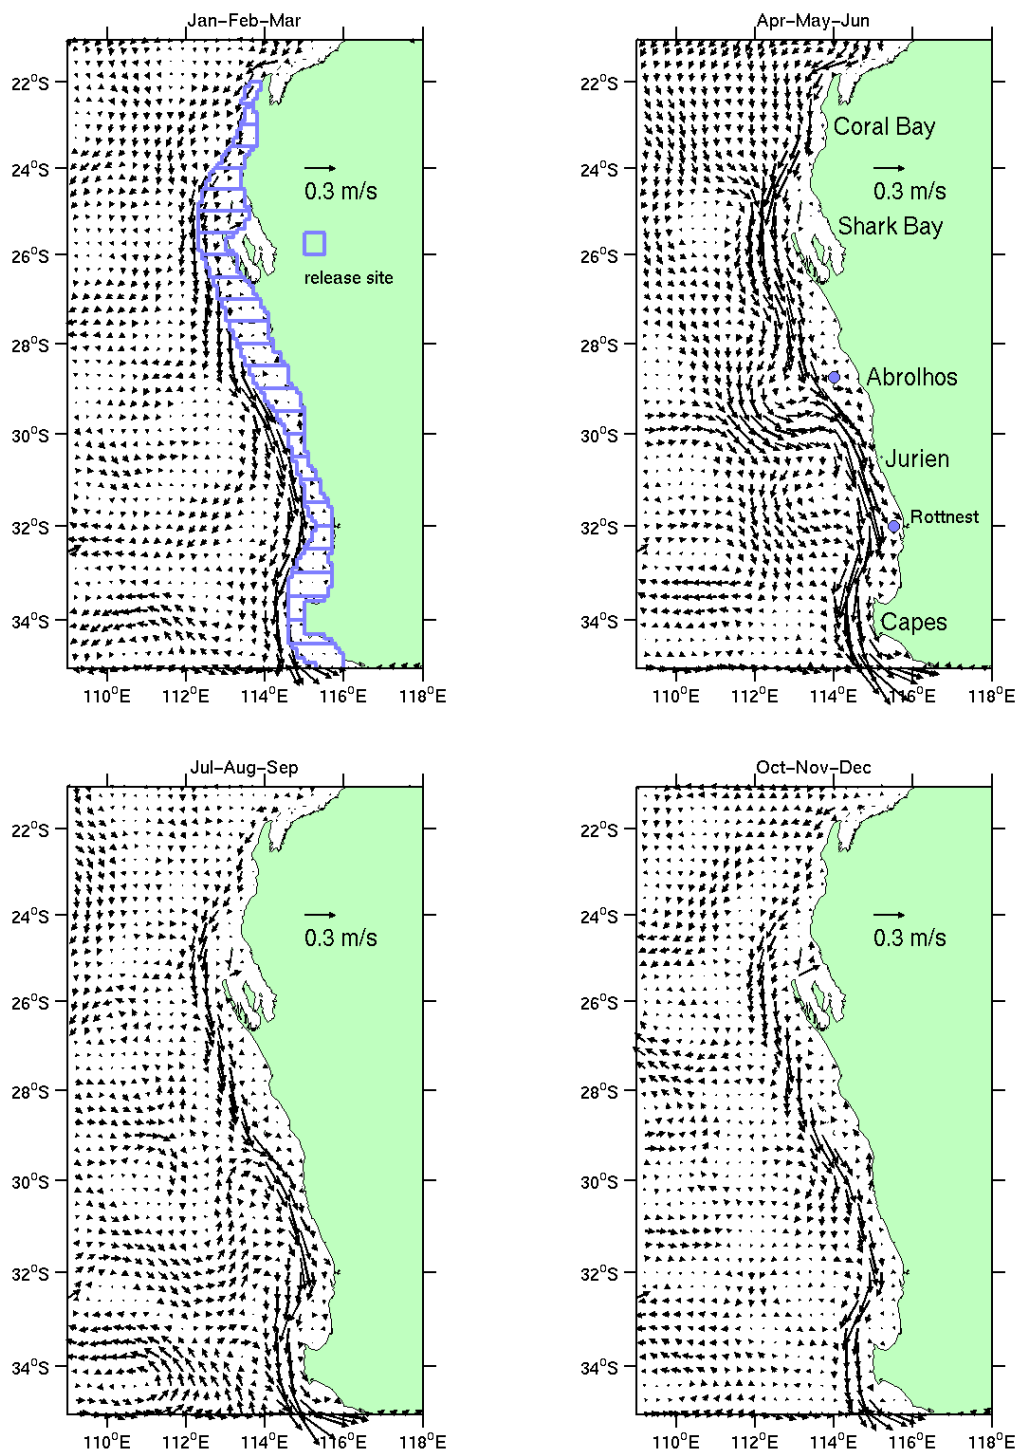 Jan–Feb–Mar
22°S
24°S
26°S
28°S
30°S
32°S
34°S
0.3 m/s
release site
110°E 112°E 114°E 116°E 118°E
Apr–May–Jun
22°S
24°S
26°S
28°S
30°S
32°S
34°S
Coral Bay
0.3 m/s
Shark Bay
Abrolhos
Jurien
Rottnest
Capes
110°E 112°E 114°E 116°E 118°E
Jul–Aug–Sep
22°S
24°S
26°S
28°S
30°S
32°S
34°S
0.3 m/s
110°E 112°E 114°E 116°E 118°E
Oct–Nov–Dec
22°S
24°S
26°S
28°S
30°S
32°S
34°S
0.3 m/s
110°E 112°E 114°E 116°E 118°E